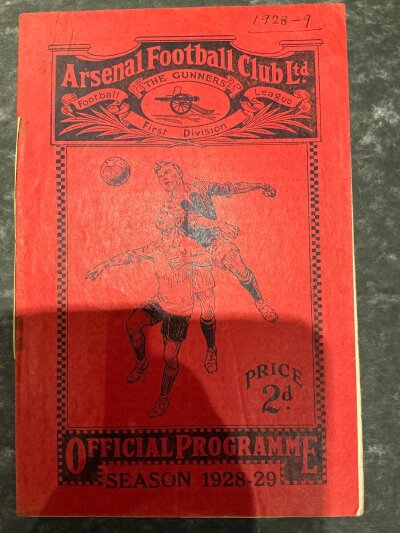 1928-9
Arsenal Football Club Ltd.
"THE GUNNERS"
Football League
First Division
PRICE
2d.
OFFICIAL PROGRAMME
SEASON 1928-29